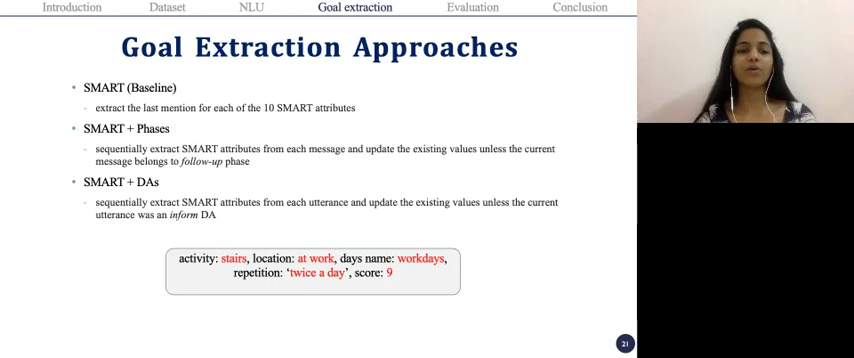 Introduction Dataset NLU Goal extraction Evaluation Conclusion
Goal Extraction Approaches
• SMART (Baseline)
- extract the last mention for each of the 10 SMART attributes
• SMART + Phases
- sequentially extract SMART attributes from each message and update the existing values unless the current
message belongs to follow-up phase
• SMART + DAs
- sequentially extract SMART attributes from each utterance and update the existing values unless the current
utterance was an inform DA
activity: stairs, location: at work, days name: workdays,
repetition: ‘twice a day’, score: 9
21